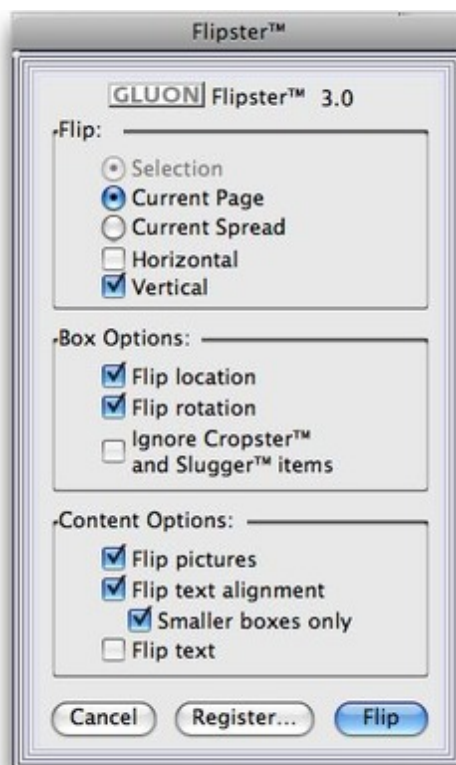 Flipster™
GLUON Flipster™ 3.0
Flip:
Selection
Current Page
Current Spread
Horizontal
Vertical
Box Options:
Flip location
Flip rotation
Ignore Cropster™
and Slugger™ items
Content Options:
Flip pictures
Flip text alignment
Smaller boxes only
Flip text
Cancel Register... Flip